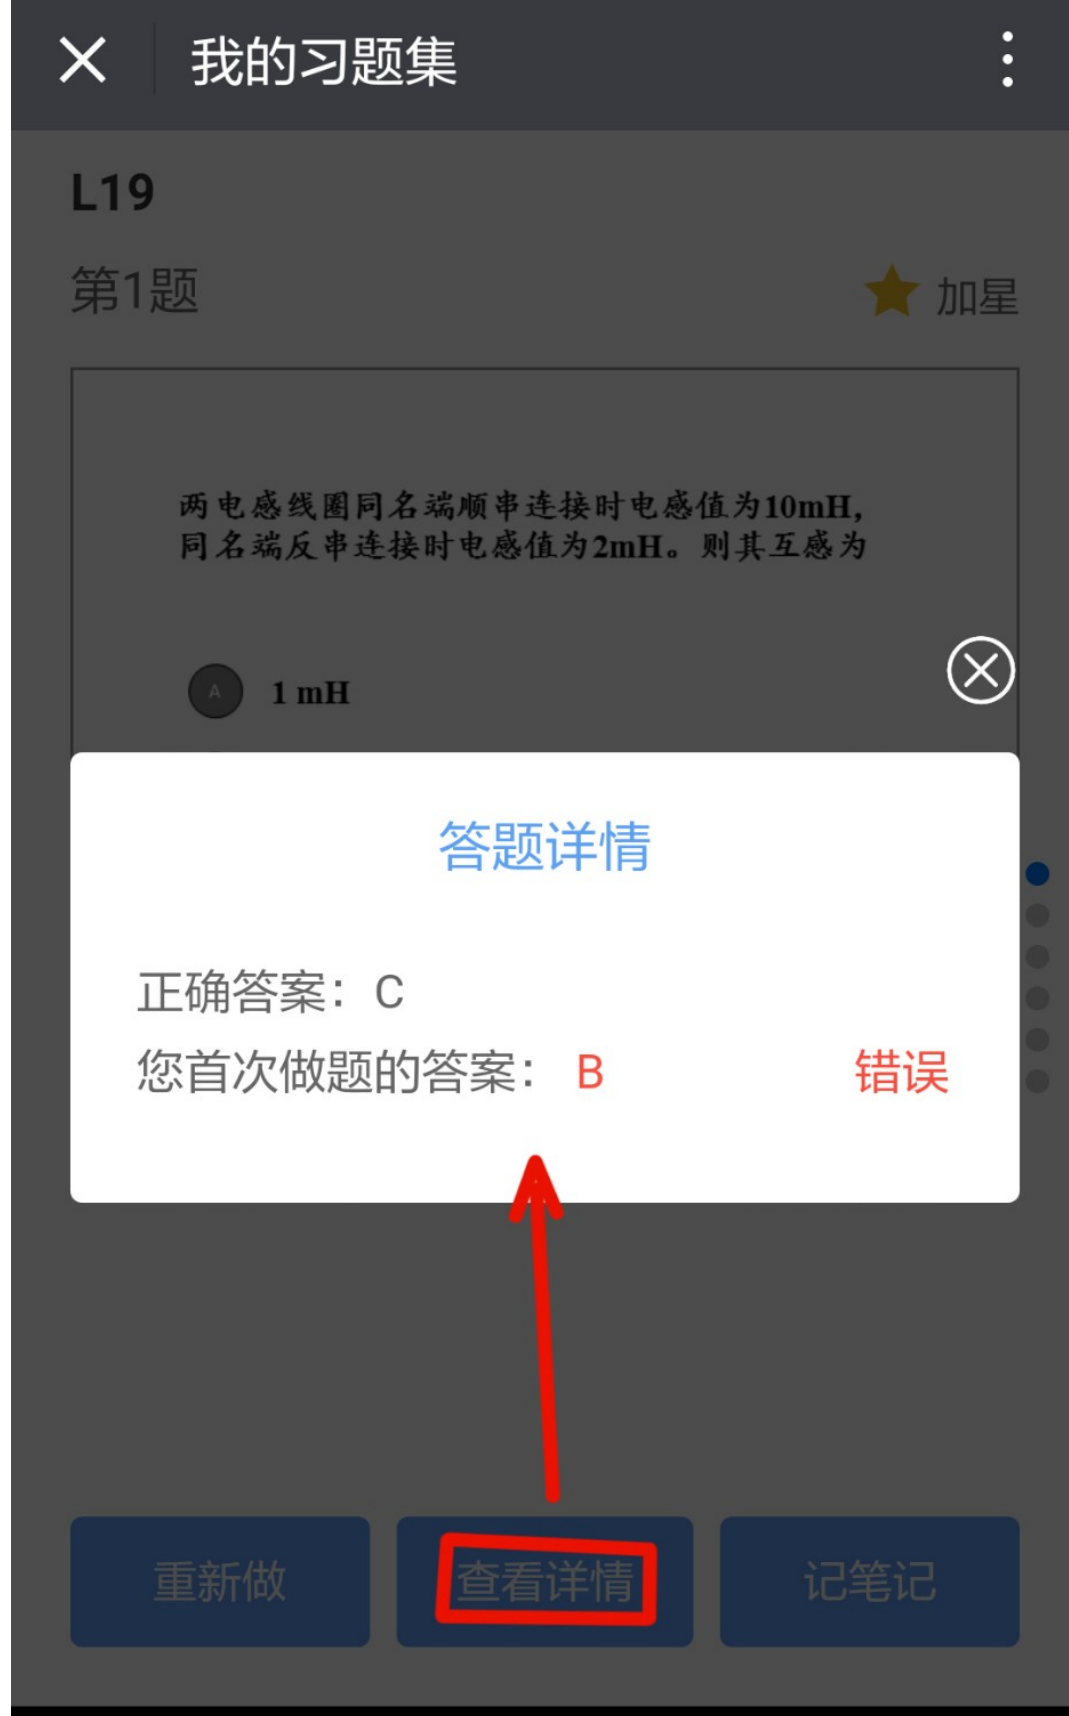 我的习题集
L19
第1题
加星
两电感线圈同名端顺串连接时电感值为10mH,
同名端反串连接时电感值为2mH。则其互感为
A 1 mH
答题详情
正确答案：C
您首次做题的答案： B 错误
重新做 查看详情 记笔记